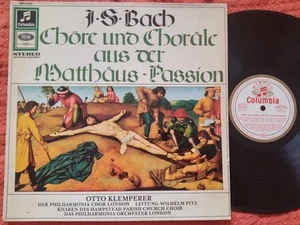 Columbia
STEREO
J·S·Bach
Chöre und Choräle
aus der
Matthäus-Passion
OTTO KLEMPERER
DER PHILHARMONIA CHOR LONDON LEITUNG WILHELM PITZ
KNABEN DES HAMPSTEAD PARISH CHURCH CHOIR
DAS PHILHARMONIA ORCHESTER LONDON
Columbia